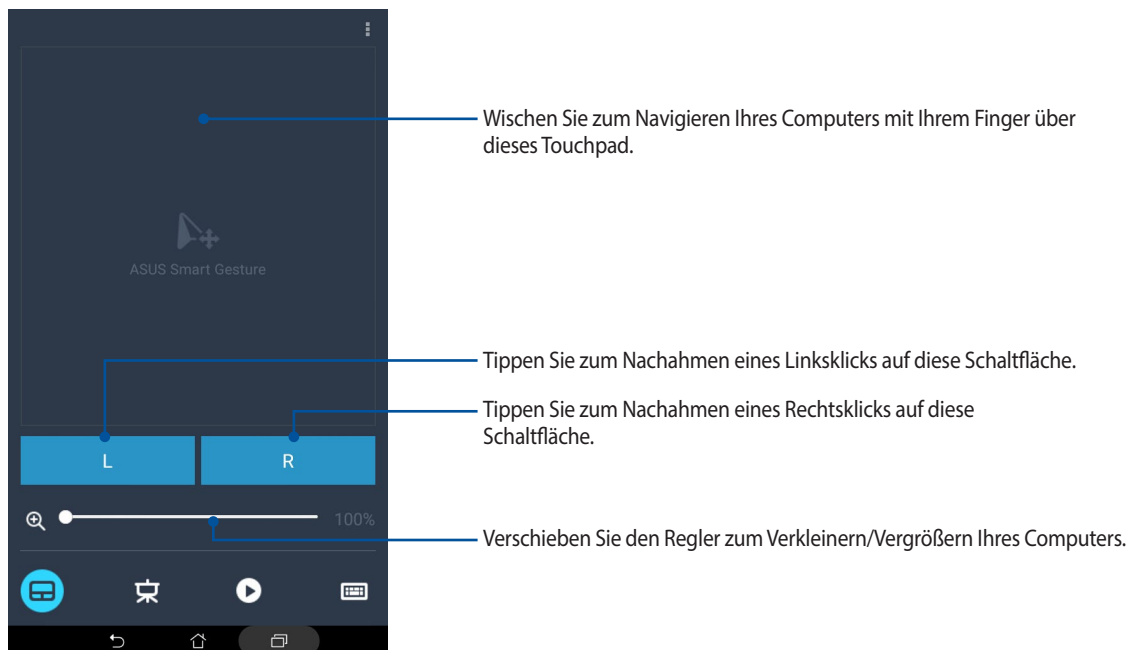 Wischen Sie zum Navigieren Ihres Computers mit Ihrem Finger über
dieses Touchpad.
ASUS Smart Gesture
Tippen Sie zum Nachahmen eines Linksklicks auf diese Schaltfläche.
Tippen Sie zum Nachahmen eines Rechtsklicks auf diese
Schaltfläche.
L
R
100%
Verschieben Sie den Regler zum Verkleinern/Vergrößern Ihres Computers.